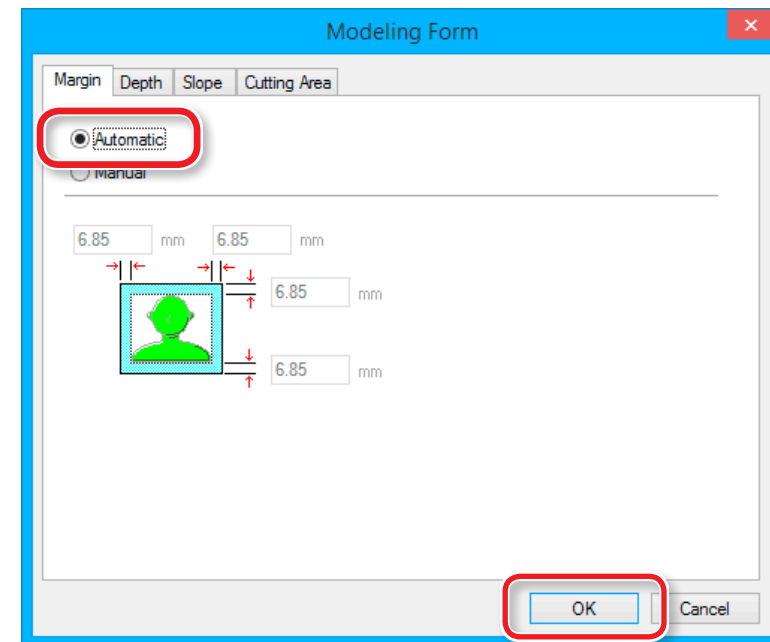 Modeling Form
Margin Depth Slope Cutting Area
Automatic
Manual
6.85 mm 6.85 mm
6.85 mm
6.85 mm
OK Cancel